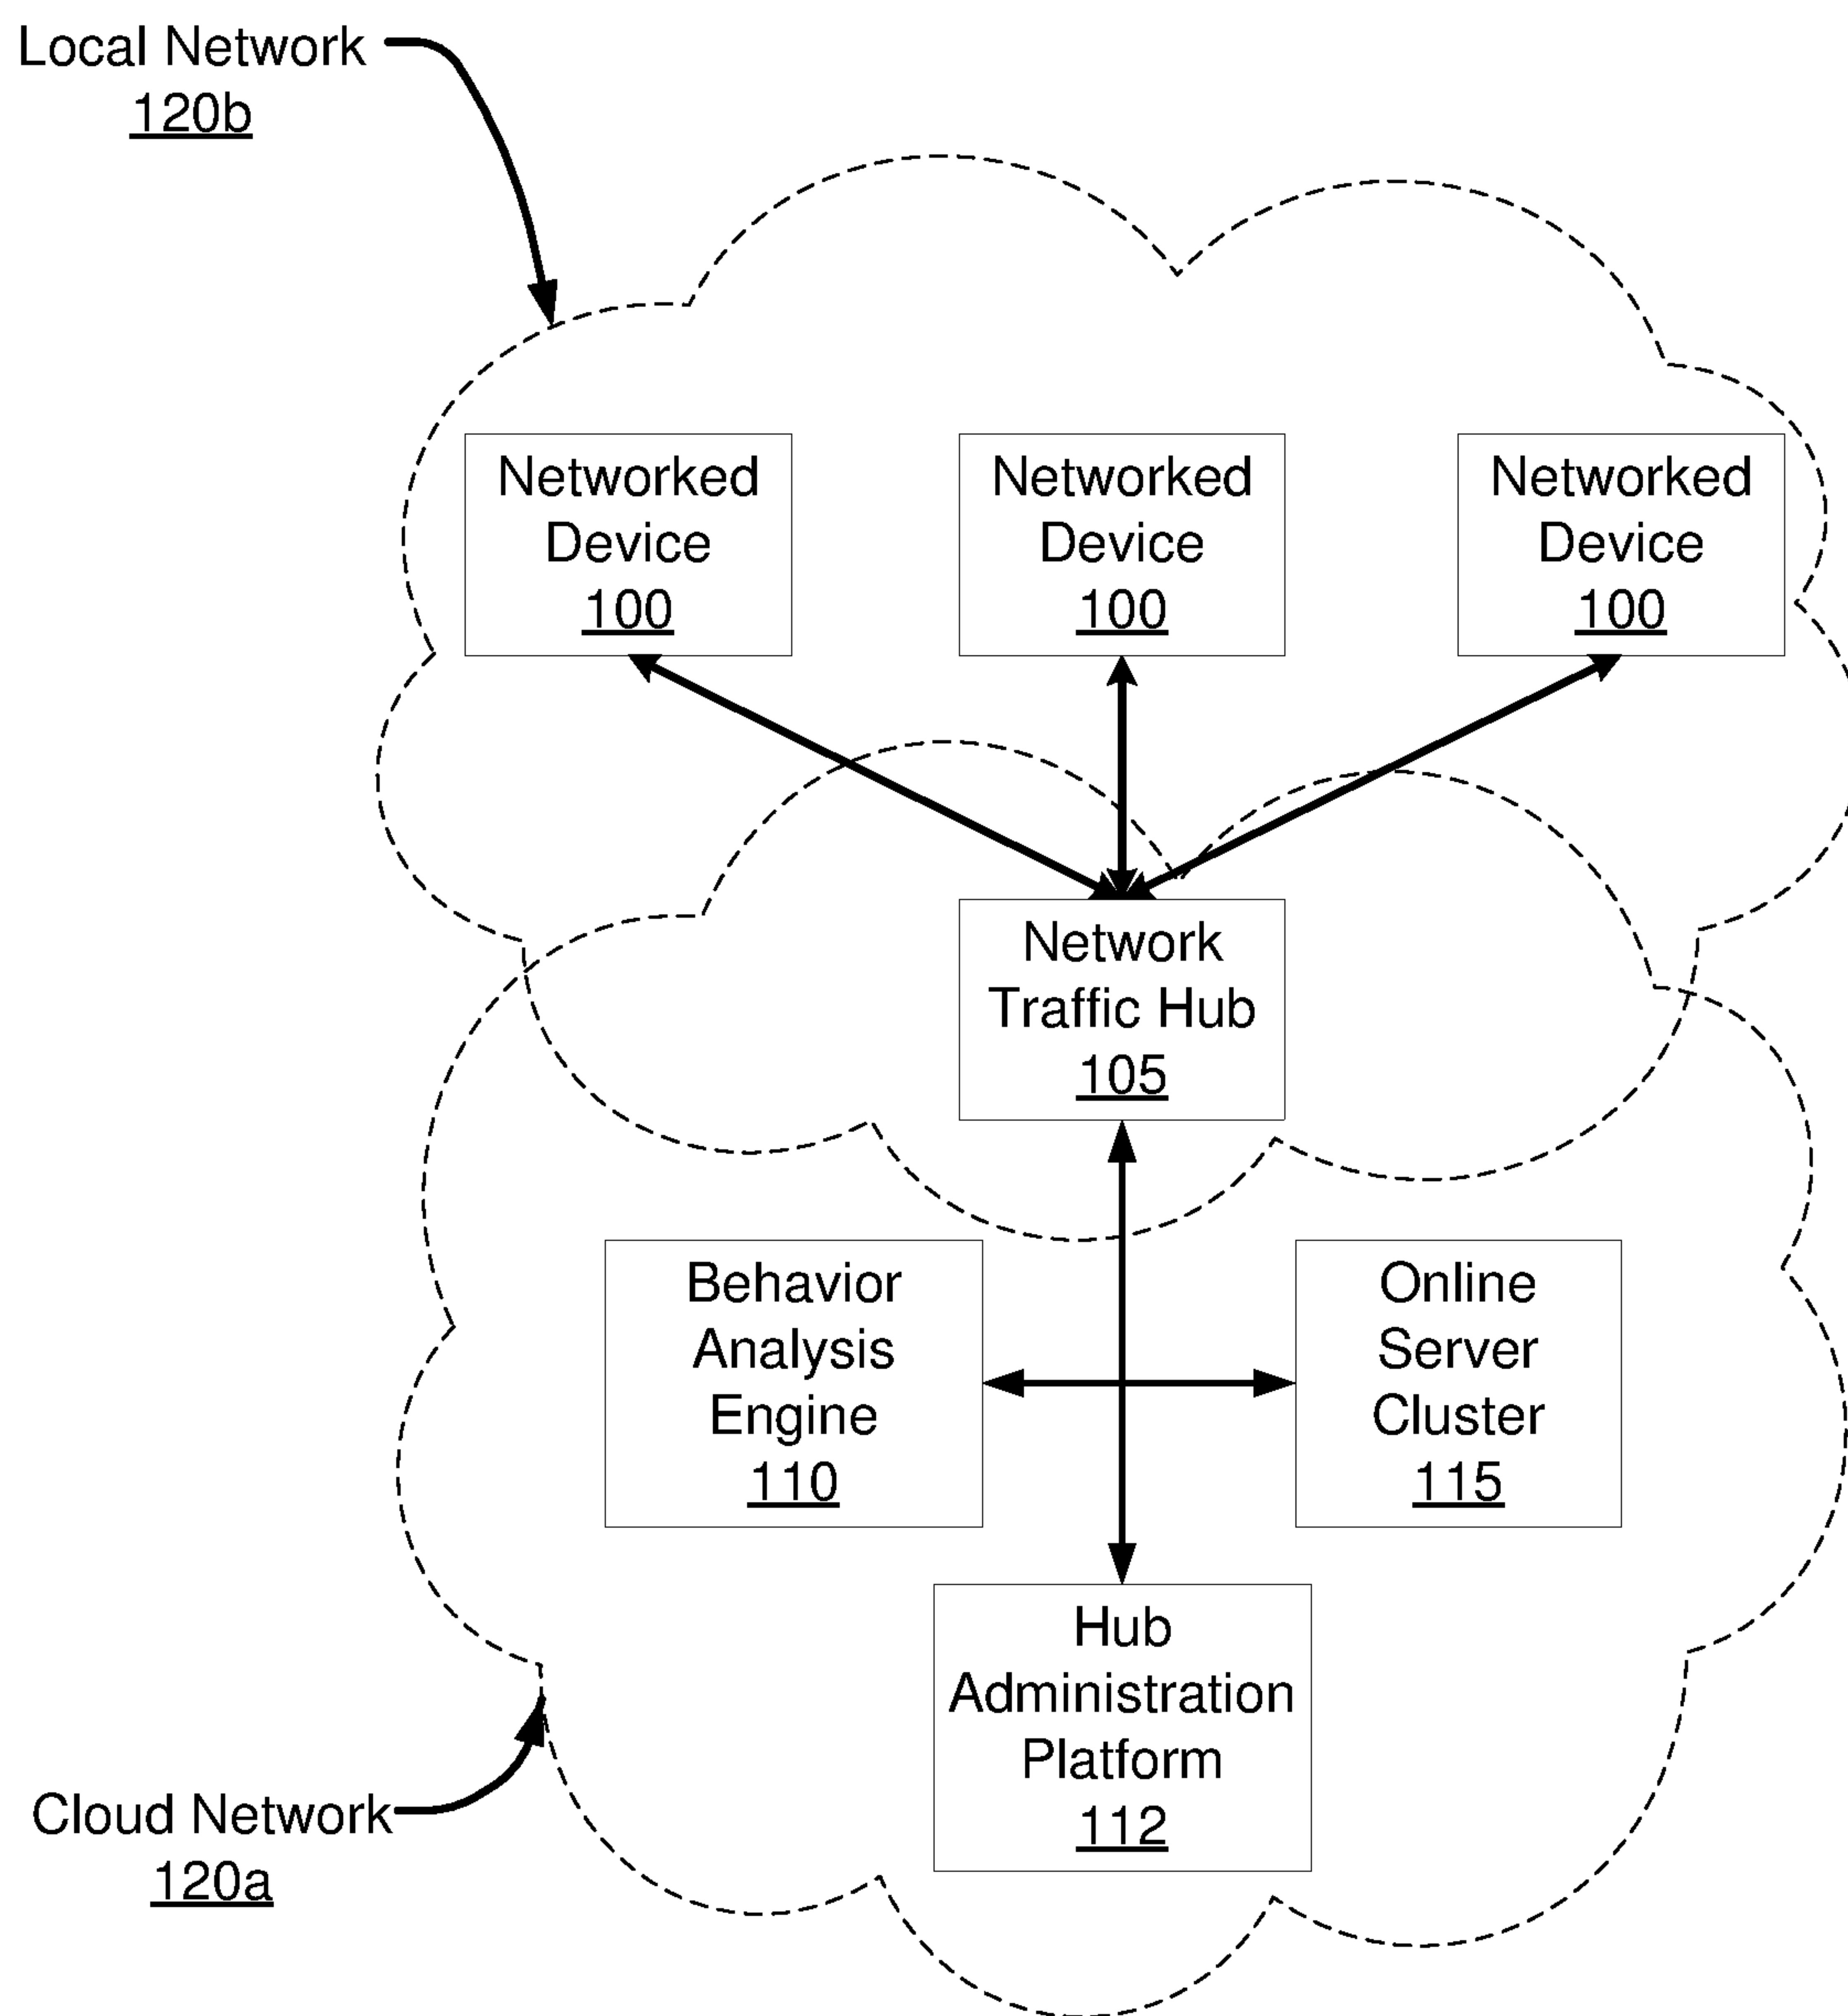 Local Network
120b
Networked
Device
100
Networked
Device
100
Networked
Device
100
Network
Traffic Hub
105
Behavior
Analysis
Engine
110
Online
Server
Cluster
115
Hub
Administration
Platform
112
Cloud Network
120a